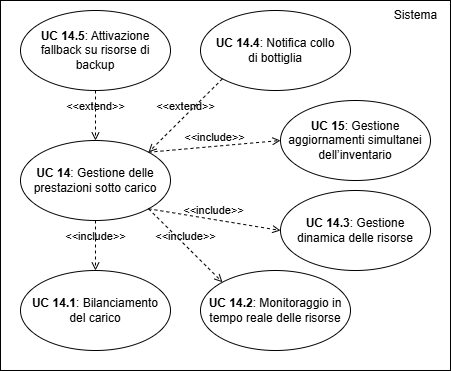 Sistema
UC 14.5: Attivazione
fallback su risorse di
backup
UC 14.4: Notifica collo
di bottiglia
<<extend>>
<<extend>>
<<include>>
UC 15: Gestione
aggiornamenti simultanei
dell'inventario
UC 14: Gestione delle
prestazioni sotto carico
<<include>>
UC 14.3: Gestione
dinamica delle risorse
<<include>>
<<include>>
UC 14.1: Bilanciamento
del carico
UC 14.2: Monitoraggio in
tempo reale delle risorse